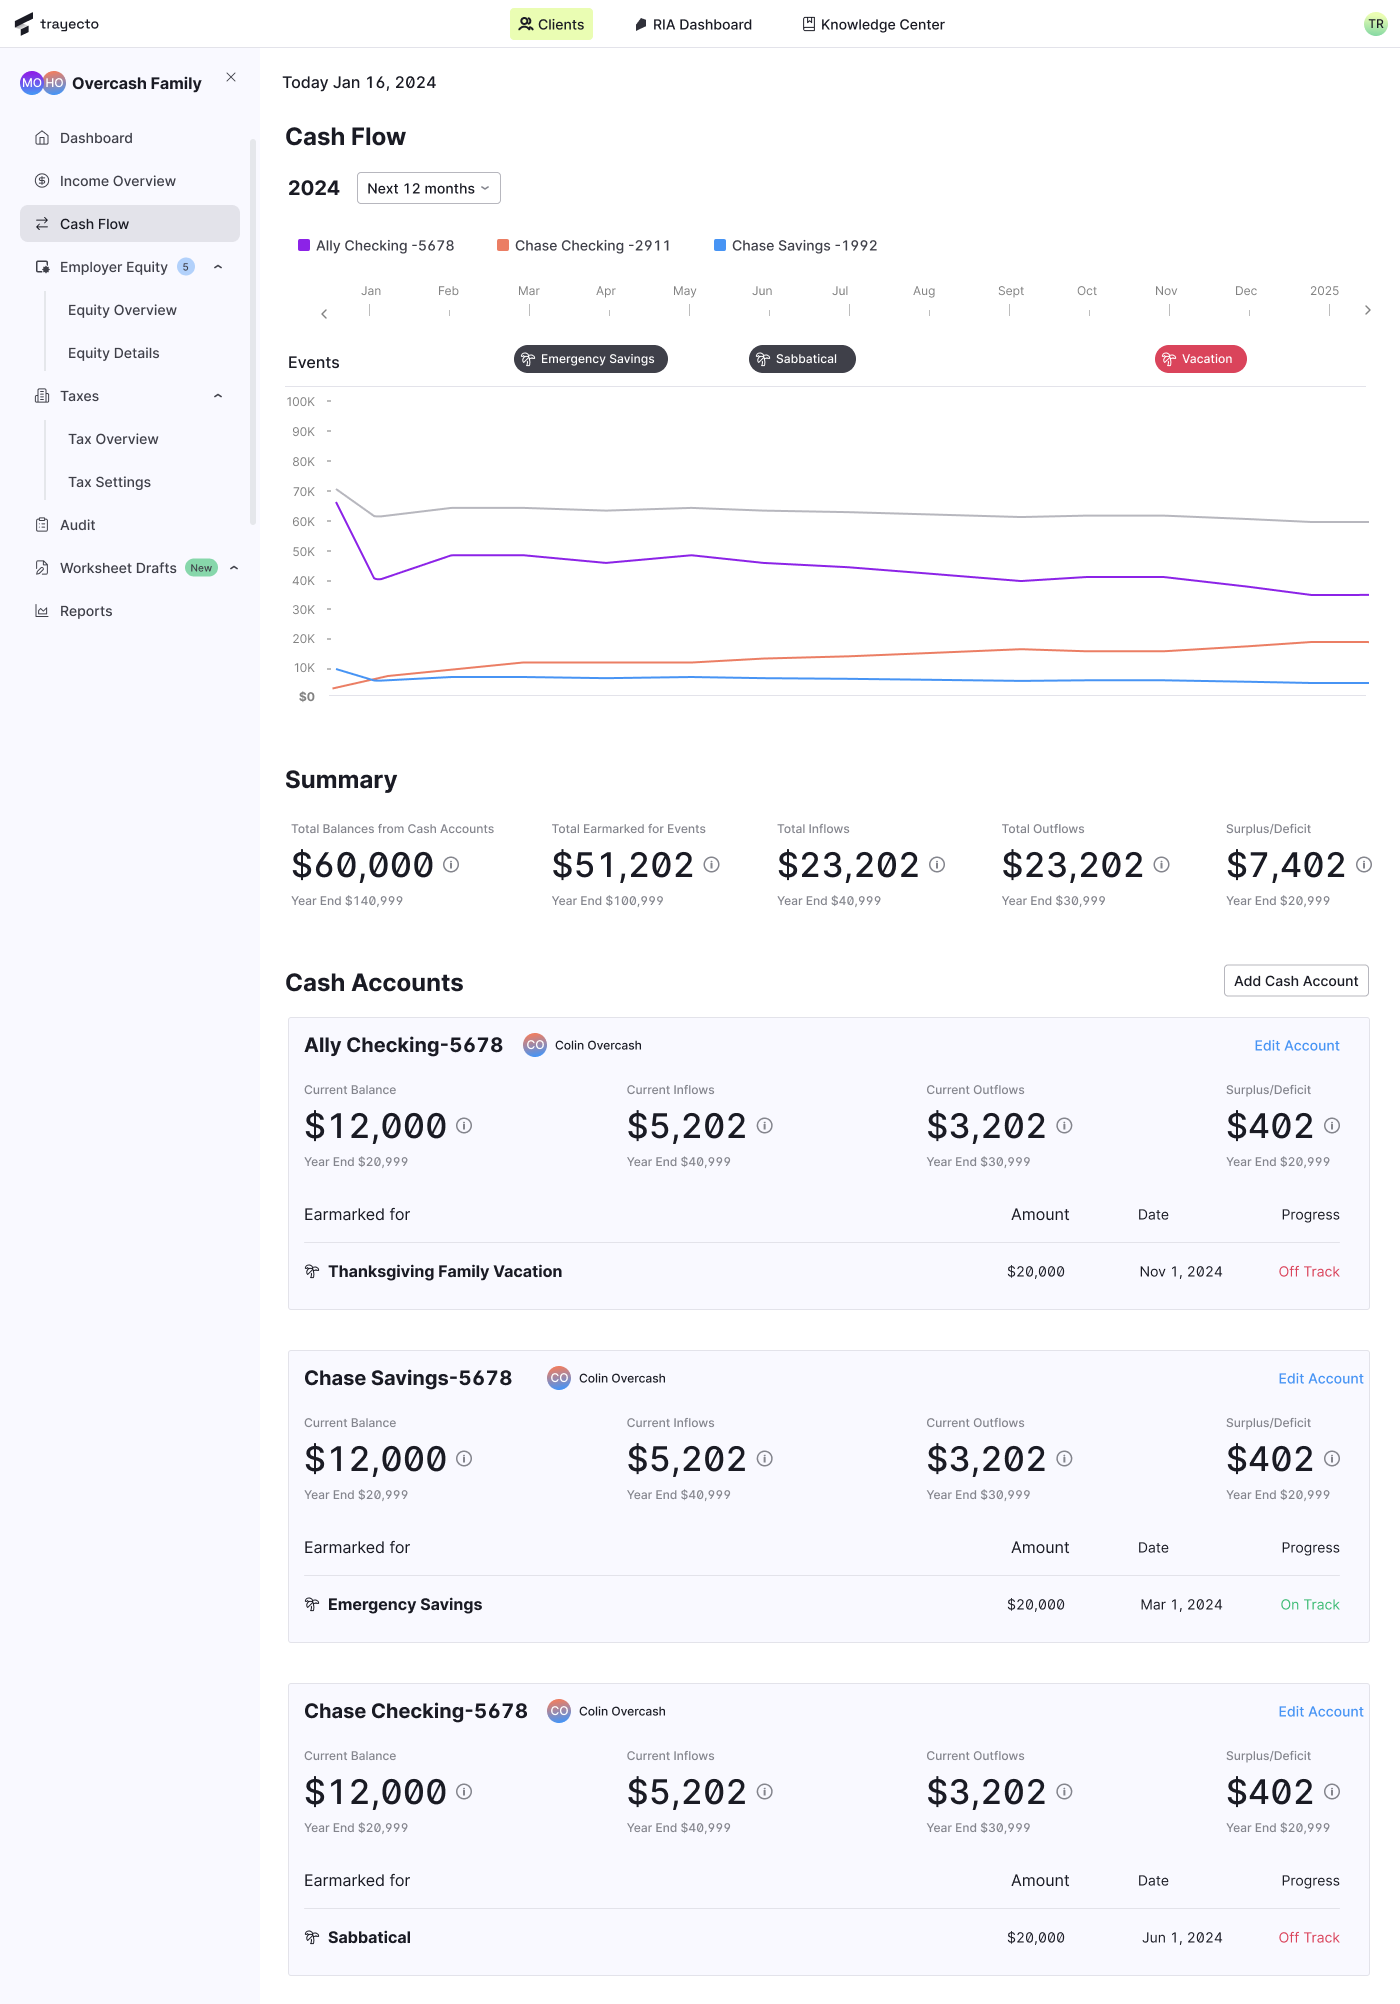 trayecto
Clients
RIA Dashboard
Knowledge Center
TR
MO HO Overcash Family
Dashboard
Income Overview
Cash Flow
Employer Equity 5
Equity Overview
Equity Details
Taxes
Tax Overview
Tax Settings
Audit
Worksheet Drafts New
Reports
Today Jan 16, 2024
Cash Flow
2024 Next 12 months
Ally Checking -5678 Chase Checking -2911 Chase Savings -1992
Jan Feb Mar Apr May Jun Jul Aug Sept Oct Nov Dec 2025
Events Emergency Savings Sabbatical Vacation
100K
90K
80K
70K
60K
50K
40K
30K
20K
10K
$0
Summary
Total Balances from Cash Accounts Total Earmarked for Events Total Inflows Total Outflows Surplus/Deficit
$60,000 $51,202 $23,202 $23,202 $7,402
Year End $140,999 Year End $100,999 Year End $40,999 Year End $30,999 Year End $20,999
Cash Accounts Add Cash Account
Ally Checking-5678 CO Colin Overcash Edit Account
Current Balance Current Inflows Current Outflows Surplus/Deficit
$12,000 $5,202 $3,202 $402
Year End $20,999 Year End $40,999 Year End $30,999 Year End $20,999
Earmarked for Amount Date Progress
Thanksgiving Family Vacation $20,000 Nov 1, 2024 Off Track
Chase Savings-5678 CO Colin Overcash Edit Account
Current Balance Current Inflows Current Outflows Surplus/Deficit
$12,000 $5,202 $3,202 $402
Year End $20,999 Year End $40,999 Year End $30,999 Year End $20,999
Earmarked for Amount Date Progress
Emergency Savings $20,000 Mar 1, 2024 On Track
Chase Checking-5678 CO Colin Overcash Edit Account
Current Balance Current Inflows Current Outflows Surplus/Deficit
$12,000 $5,202 $3,202 $402
Year End $20,999 Year End $40,999 Year End $30,999 Year End $20,999
Earmarked for Amount Date Progress
Sabbatical $20,000 Jun 1, 2024 Off Track